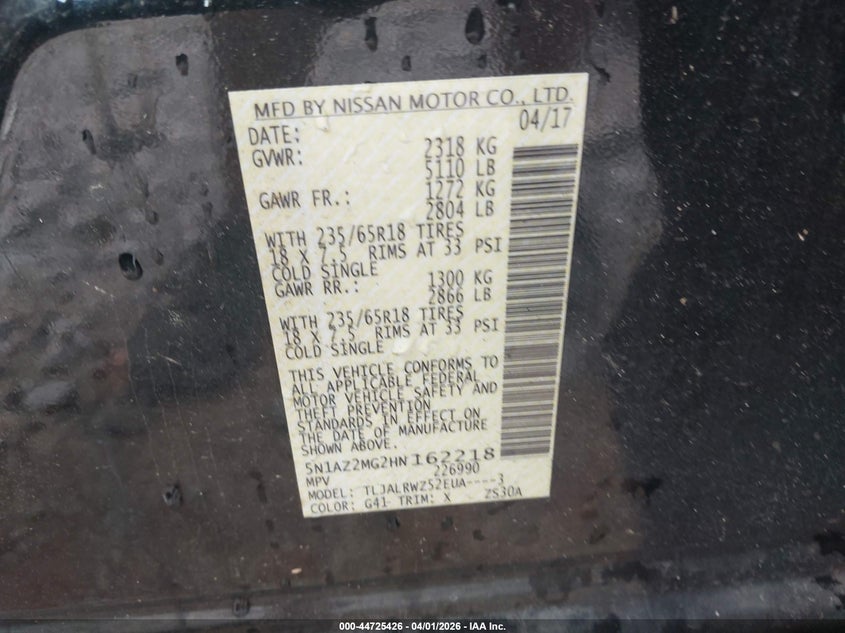 MFD BY NISSAN MOTOR CO., LTD.
DATE: 04/17
GVWR: 2318 KG
5110 LB
GAWR FR.: 1272 KG
2804 LB
WITH 235/65R18 TIRES
18 X 7.5 RIMS AT 33 PSI
COLD SINGLE
GAWR RR.: 1300 KG
2866 LB
WITH 235/65R18 TIRES
18 X 7.5 RIMS AT 33 PSI
COLD SINGLE
THIS VEHICLE CONFORMS TO
ALL APPLICABLE FEDERAL
MOTOR VEHICLE SAFETY AND
THEFT PREVENTION
STANDARDS IN EFFECT ON
THE DATE OF MANUFACTURE
SHOWN ABOVE.
5N1AZ2MG2HN162218
MPV 226990
MODEL: TLJALRWZ52EUA----3
COLOR: G41 TRIM: X ZS30A
000-44725426 - 04/01/2026 - IAA Inc.